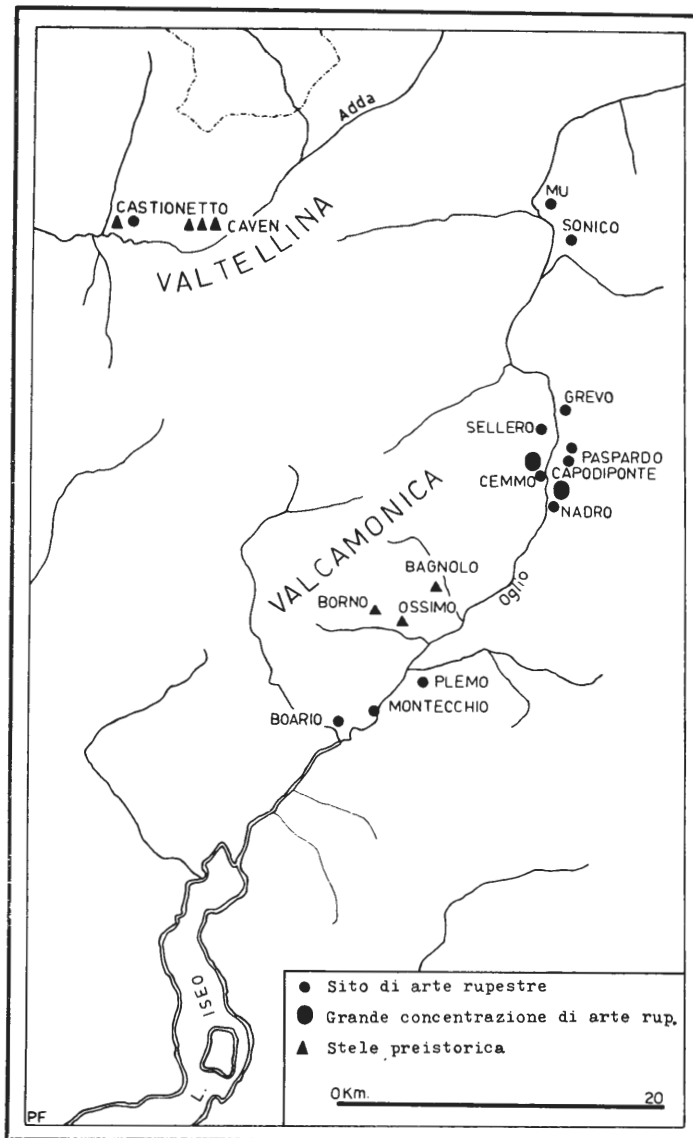 Adda
CASTIONETTO
CAVEN
VALTELLINA
MU
SONICO
GREVO
SELLERO
PASPARDO
CAPODIPONTE
CEMMO
NADRO
VALCAMONICA
BAGNOLO
BORNO
OSSIMO
Oglio
PLEMO
MONTECCHIO
BOARIO
L. ISEO
Sito di arte rupestre
Grande concentrazione di arte rup.
Stele preistorica
0Km. 20
PF